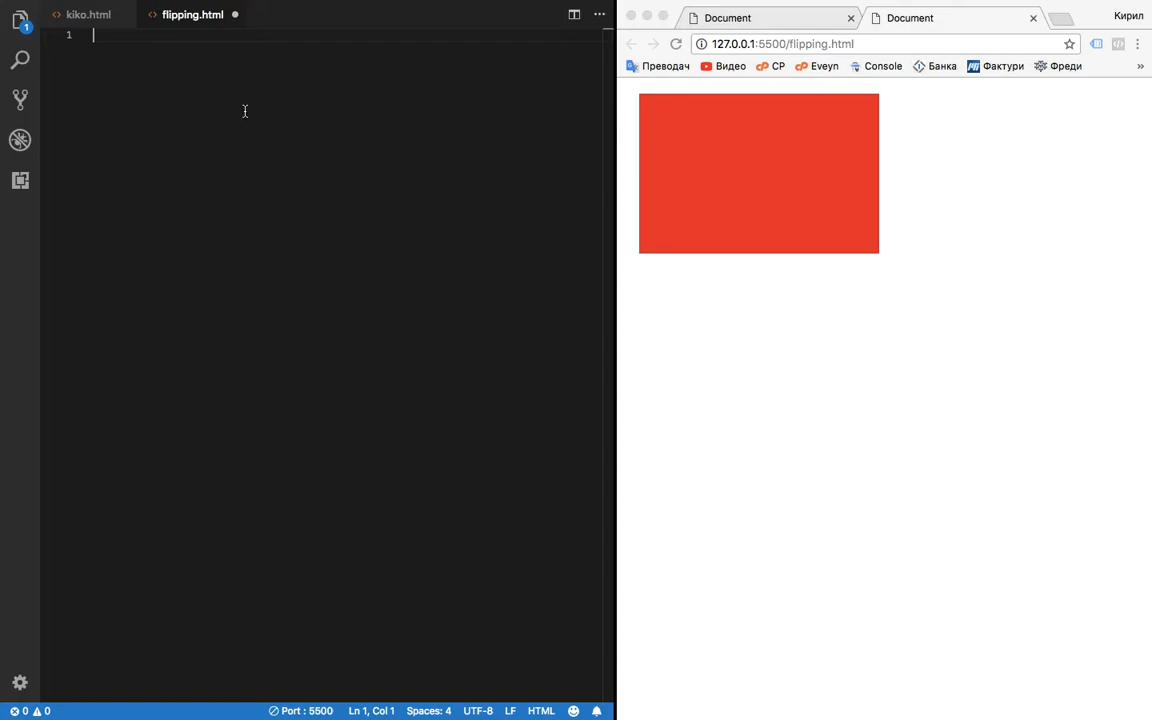 kiko.html
flipping.html
1
1
Document
Document
Кирил
127.0.0.1:5500/flipping.html
Преводач Видео CP Eveyn Console Банка Фактури Фреди »
0 0 Port : 5500 Ln 1, Col 1 Spaces: 4 UTF-8 LF HTML